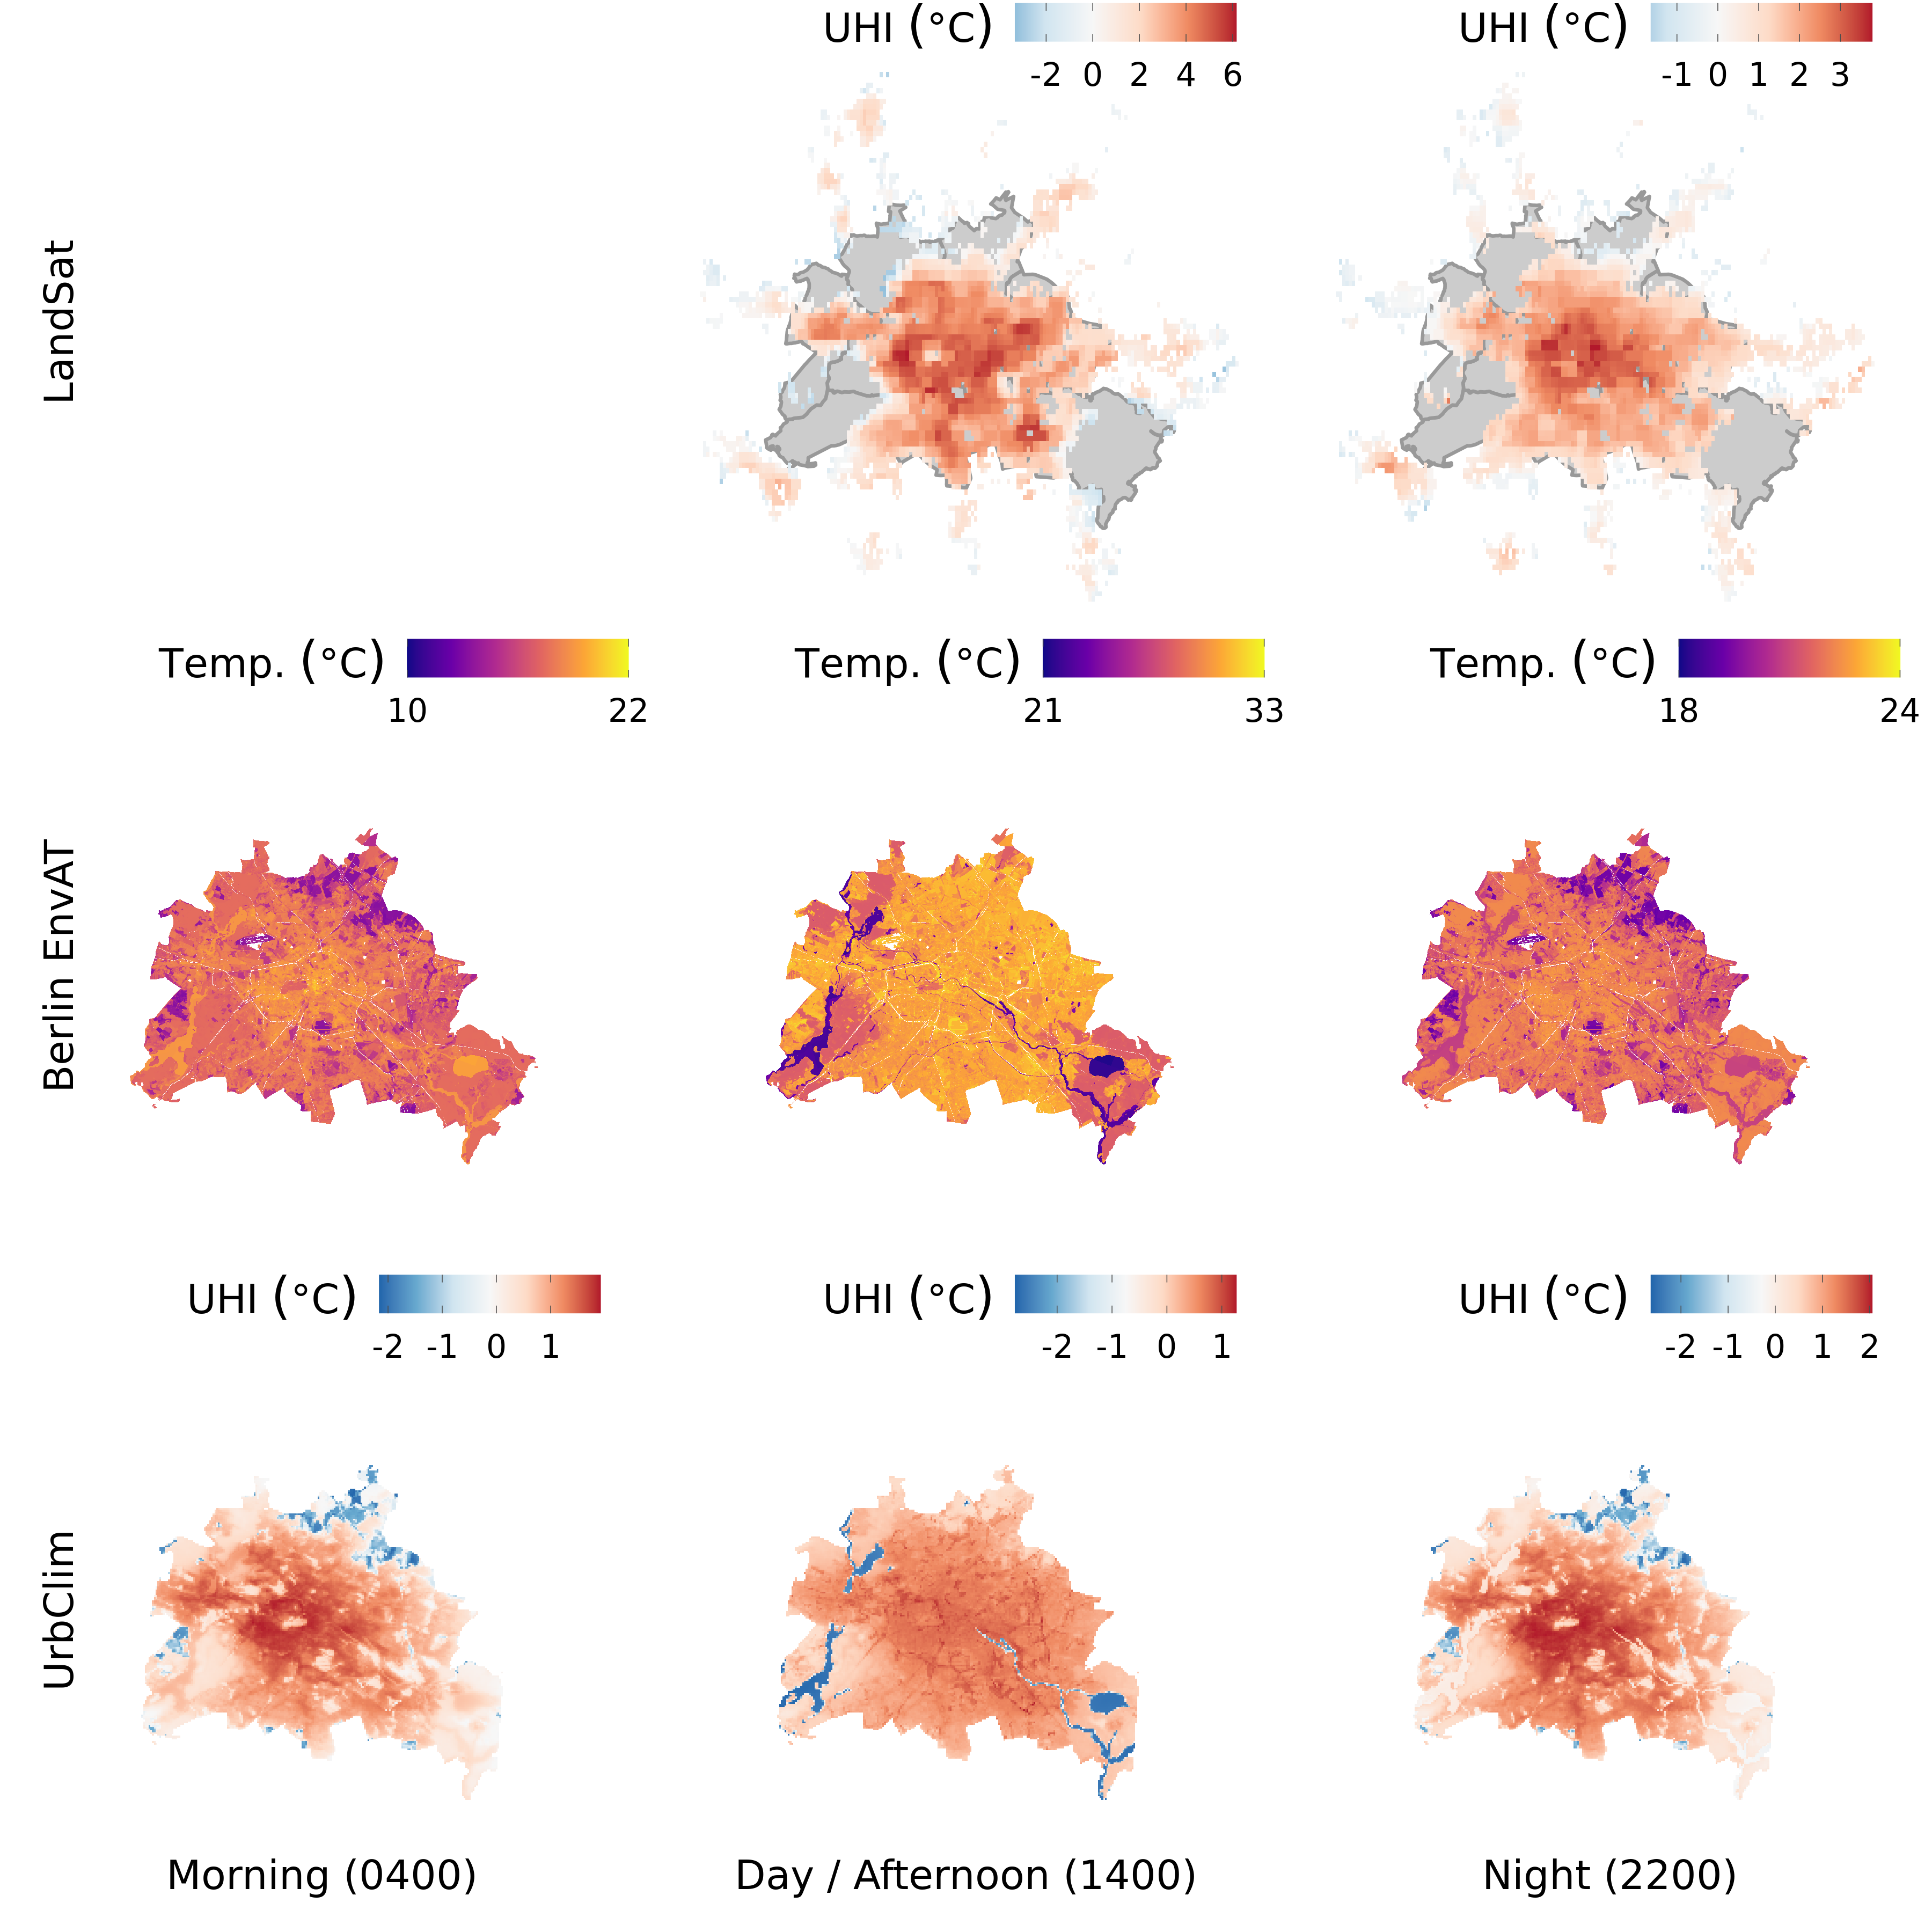 UHI (°C)
-2 0 2 4 6
UHI (°C)
-1 0 1 2 3
LandSat
Temp. (°C)
10 22
Temp. (°C)
21 33
Temp. (°C)
18 24
Berlin EnvAT
UHI (°C)
-2 -1 0 1
UHI (°C)
-2 -1 0 1
UHI (°C)
-2 -1 0 1 2
UrbClim
Morning (0400)
Day / Afternoon (1400)
Night (2200)